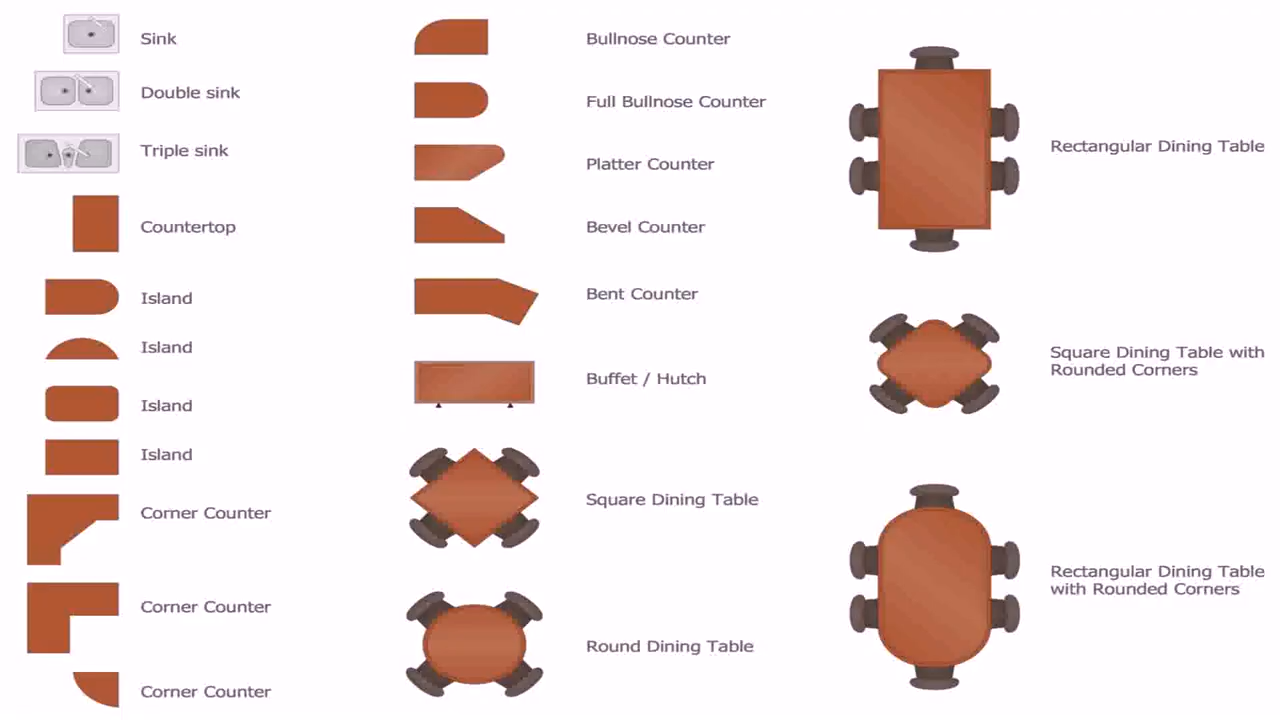 Sink
Double sink
Triple sink
Countertop
Island
Island
Island
Island
Corner Counter
Corner Counter
Corner Counter
Bullnose Counter
Full Bullnose Counter
Platter Counter
Bevel Counter
Bent Counter
Buffet / Hutch
Square Dining Table
Round Dining Table
Rectangular Dining Table
Square Dining Table with
Rounded Corners
Rectangular Dining Table
with Rounded Corners